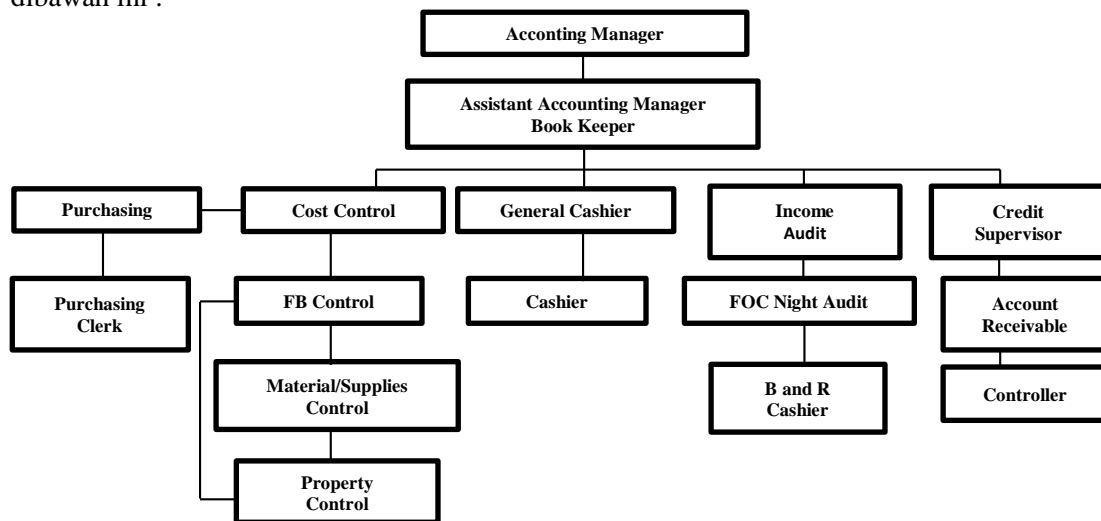 dibawah ini :
Acconting Manager
Assistant Accounting Manager
Book Keeper
Purchasing
Cost Control
General Cashier
Income
Audit
Credit
Supervisor
Purchasing
Clerk
FB Control
Cashier
FOC Night Audit
Account
Receivable
Material/Supplies
Control
B and R
Cashier
Controller
Property
Control